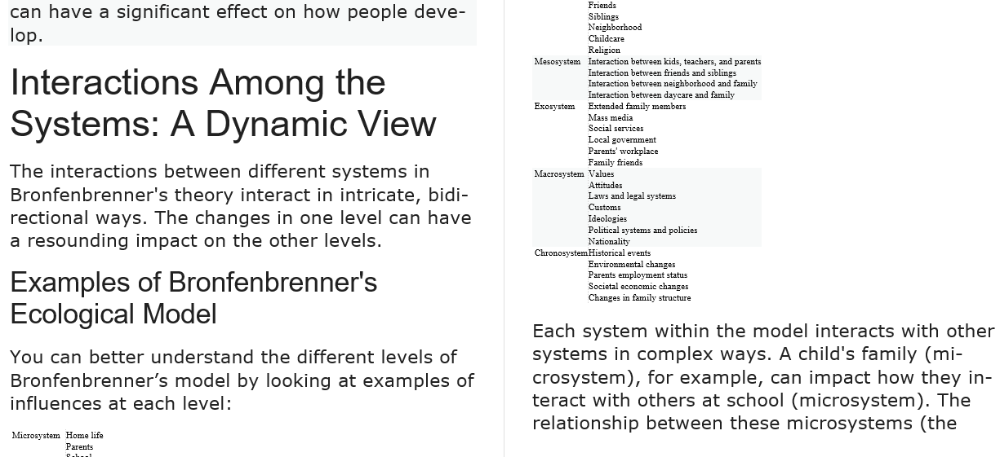 can have a significant effect on how people deve-
lop.
Interactions Among the
Systems: A Dynamic View
The interactions between different systems in
Bronfenbrenner's theory interact in intricate, bidi-
rectional ways. The changes in one level can have
a resounding impact on the other levels.
Examples of Bronfenbrenner's
Ecological Model
You can better understand the different levels of
Bronfenbrenner’s model by looking at examples of
influences at each level:
Microsystem Home life
Parents
School
Friends
Siblings
Neighborhood
Childcare
Religion
Mesosystem Interaction between kids, teachers, and parents
Interaction between friends and siblings
Interaction between neighborhood and family
Interaction between daycare and family
Exosystem Extended family members
Mass media
Social services
Local government
Parents' workplace
Family friends
Macrosystem Values
Attitudes
Laws and legal systems
Customs
Ideologies
Political systems and policies
Nationality
Chronosystem Historical events
Environmental changes
Parents employment status
Societal economic changes
Changes in family structure
Each system within the model interacts with other
systems in complex ways. A child's family (mi-
crosystem), for example, can impact how they in-
teract with others at school (microsystem). The
relationship between these microsystems (the